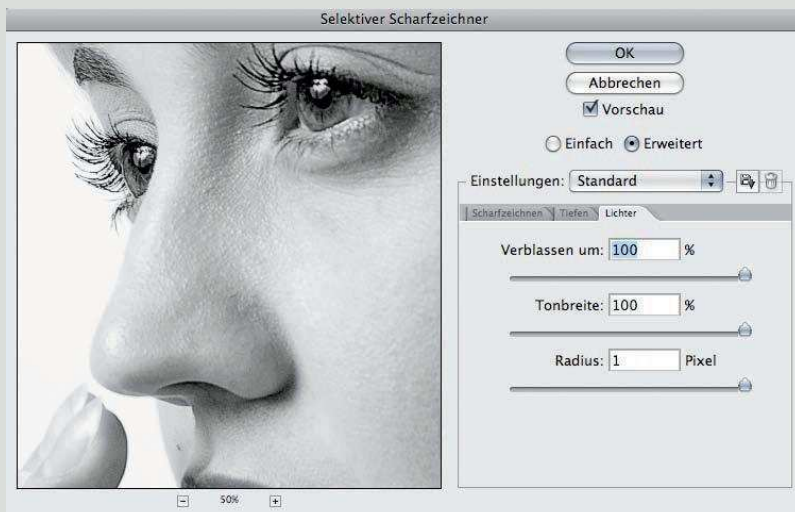 Selektiver Scharfzeichner
OK
Abbrechen
Vorschau
Einfach Erweitert
Einstellungen: Standard
Scharfzeichnen Tiefen Lichter
Verblassen um: 100 %
Tonbreite: 100 %
Radius: 1 Pixel
50%